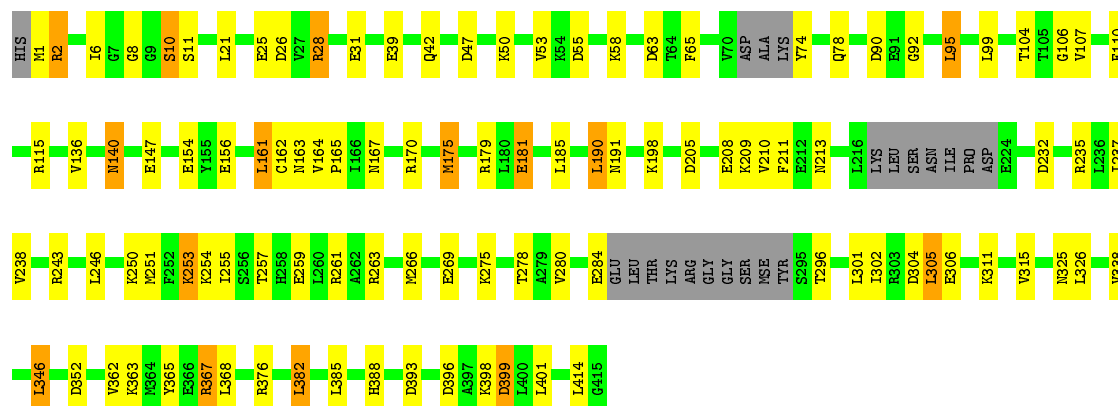 HIS M1 R2 I6 G7 G8 G9 S10 S11 L21 E25 D26 V27 R28 E31 E39 Q42 D47 K50 V53 K54 D55 K58 D63 T64 F65 V70 ASP ALA LYS Y74 Q78 D90 E91 G92 L95 L99 T104 T105 G106 V107
R115 V136 N140 E147 E154 Y155 E156 L161 C162 N163 V164 P165 I166 N167 R170 M175 R179 L180 E181 L185 L190 N191 K198 D205 E208 K209 V210 F211 E212 N213 L216 LYS LEU SER ASN ILE PRO ASP E224 D232 R235 L236
V238 R243 L246 K250 M251 F252 K253 K254 I255 S256 T257 H258 E259 L260 R261 A262 R263 M266 E269 K275 T278 A279 V280 E284 GLU LEU THR LYS ARG GLY GLY SER MSE TYR S295 T296 L301 I302 R303 D304 L305 E306 K311 V315 N325 L326
L346 D352 V362 K363 M364 Y365 E366 R367 L368 R376 L382 L385 H388 D393 D396 A397 K398 D399 L400 L401 L414 G415